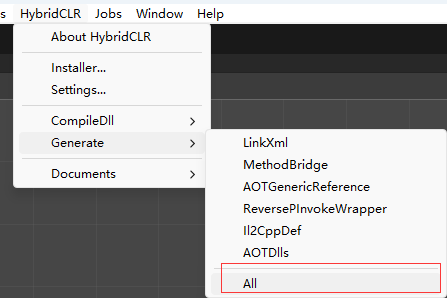 s HybridCLR Jobs Window Help
About HybridCLR
Installer...
Settings...
CompileDll
Generate
Documents
LinkXml
MethodBridge
AOTGenericReference
ReversePInvokeWrapper
Il2CppDef
AOTDlls
All